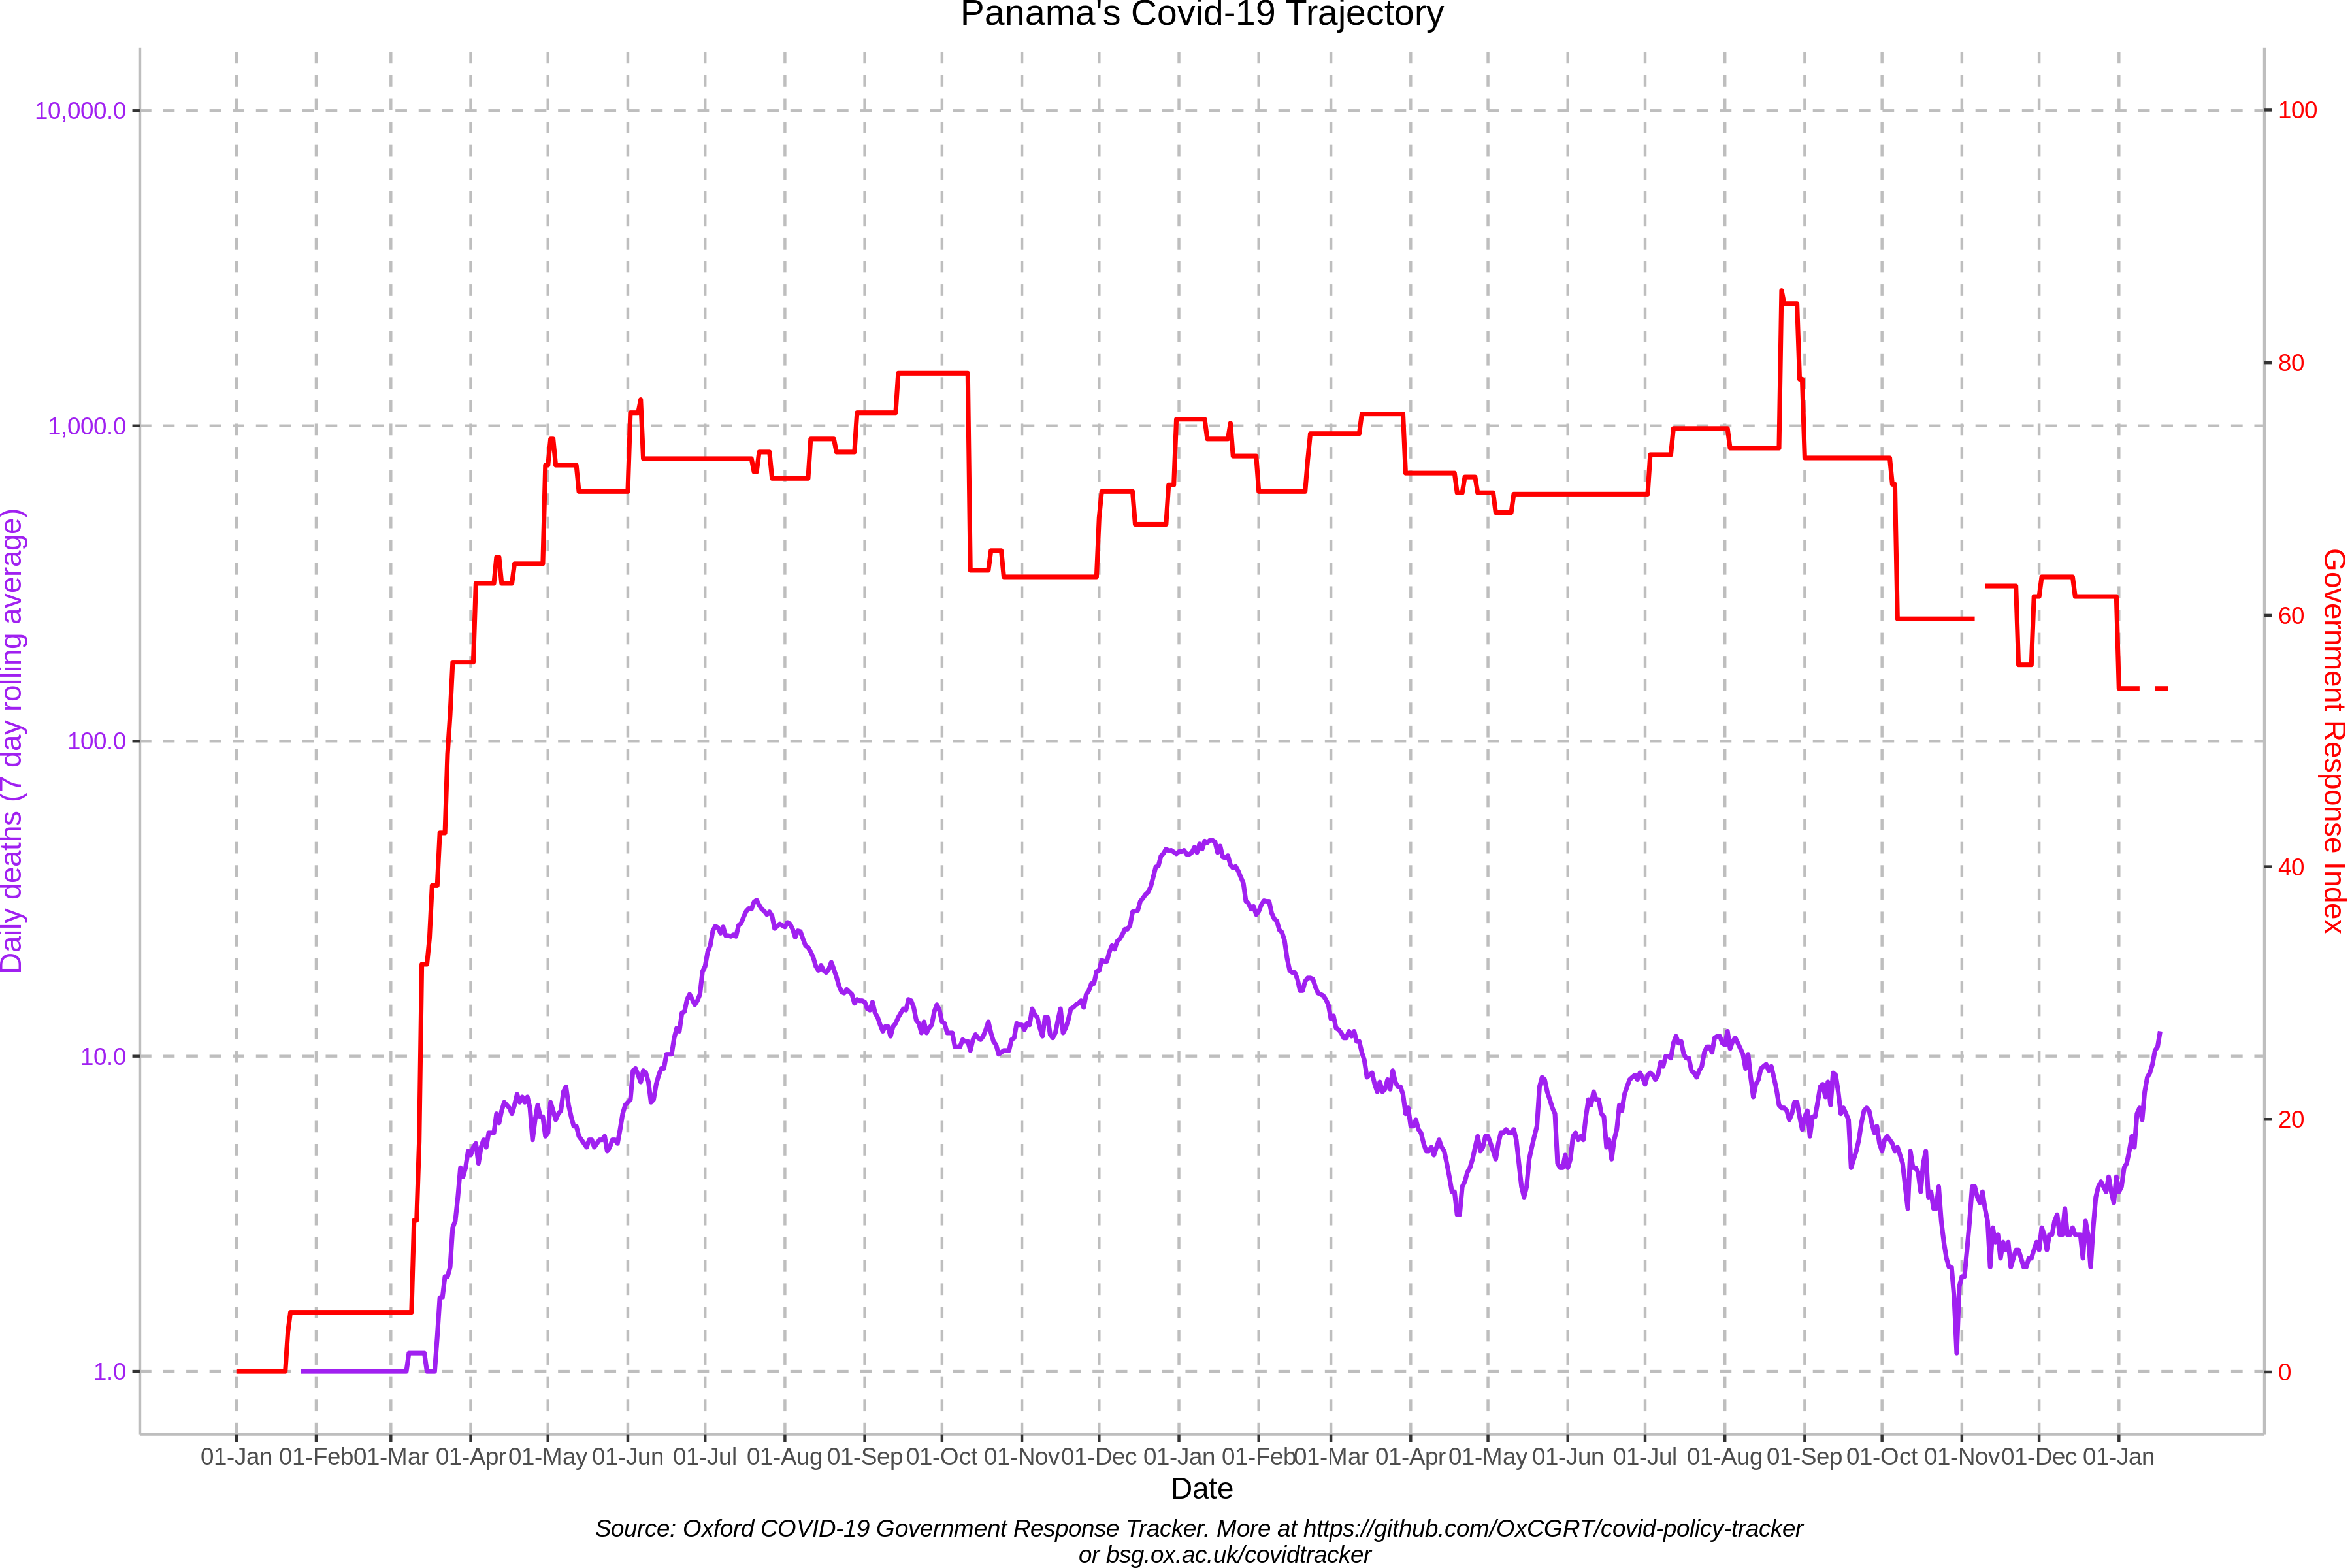 Panama's Covid-19 Trajectory
10,000.0
1,000.0
100.0
10.0
1.0
Daily deaths (7 day rolling average)
100
80
60
40
20
0
Government Response Index
01-Jan 01-Feb 01-Mar 01-Apr 01-May 01-Jun 01-Jul 01-Aug 01-Sep 01-Oct 01-Nov 01-Dec 01-Jan 01-Feb 01-Mar 01-Apr 01-May 01-Jun 01-Jul 01-Aug 01-Sep 01-Oct 01-Nov 01-Dec 01-Jan
Date
Source: Oxford COVID-19 Government Response Tracker. More at https://github.com/OxCGRT/covid-policy-tracker
or bsg.ox.ac.uk/covidtracker